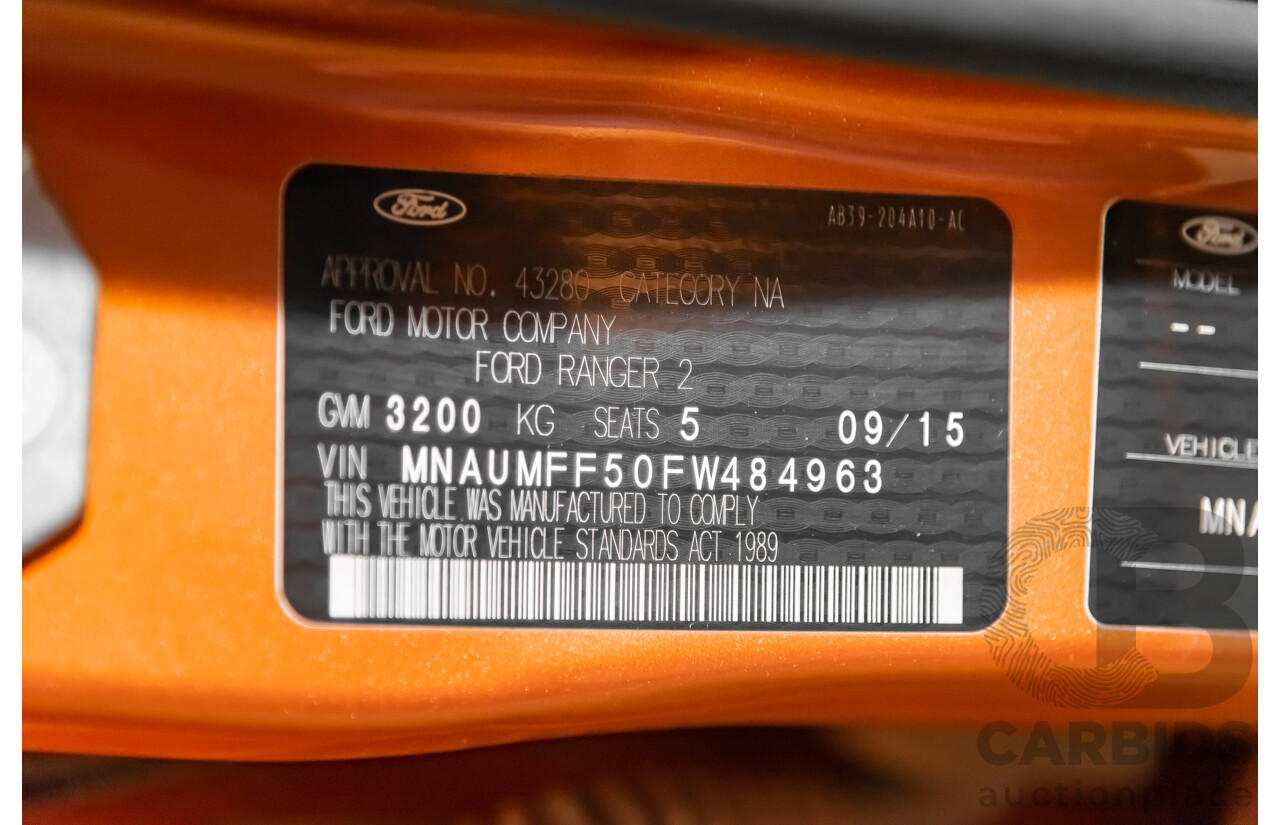 Ford
AB39-204A10-AC
APPROVAL NO. 43280 CATEGORY NA
FORD MOTOR COMPANY
FORD RANGER 2
GVM 3200 KG SEATS 5 09/15
VIN MNAUMFF50FW484963
THIS VEHICLE WAS MANUFACTURED TO COMPLY
WITH THE MOTOR VEHICLE STANDARDS ACT 1989
Ford
MODEL
--
VEHICLE
MNA
CB
CARBIDS
auctionplace